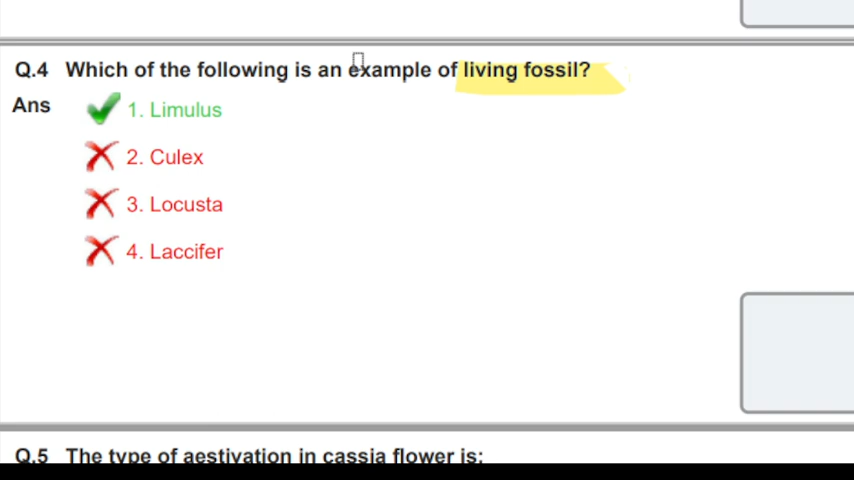 Q.4 Which of the following is an example of living fossil?
Ans 1. Limulus
2. Culex
3. Locusta
4. Laccifer
Q.5 The type of aestivation in cassia flower is: